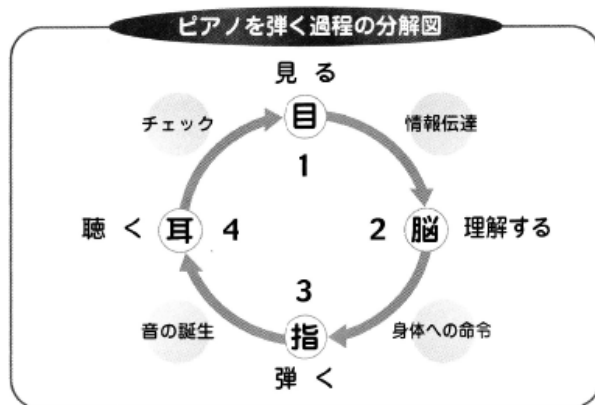 ピアノを弾く過程の分解図
見る
チェック
目
情報伝達
1
聴く
耳
4
2
脳
理解する
3
音の誕生
指
身体への命令
弾く